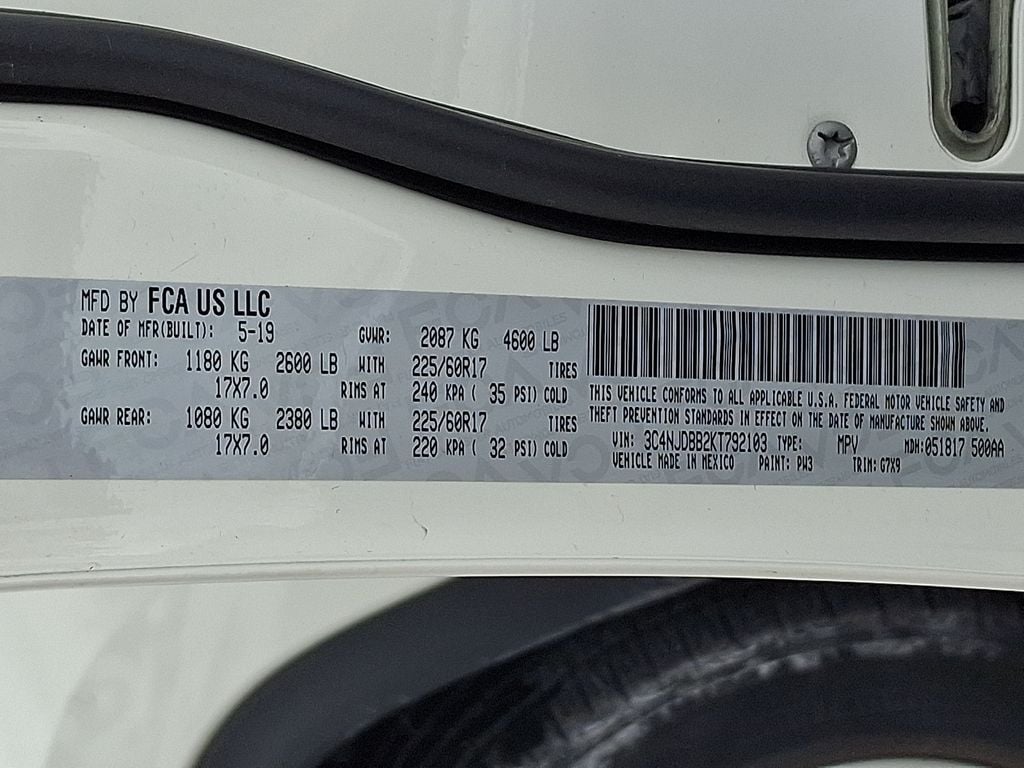 MFD BY FCA US LLC
DATE OF MFR(BUILT): 5-19 GVWR: 2087 KG 4600 LB
GAWR FRONT: 1180 KG 2600 LB WITH 225/60R17 TIRES
17X7.0 RIMS AT 240 KPA ( 35 PSI) COLD
GAWR REAR: 1080 KG 2380 LB WITH 225/60R17 TIRES
17X7.0 RIMS AT 220 KPA ( 32 PSI) COLD
THIS VEHICLE CONFORMS TO ALL APPLICABLE U.S.A. FEDERAL MOTOR VEHICLE SAFETY AND
THEFT PREVENTION STANDARDS IN EFFECT ON THE DATE OF MANUFACTURE SHOWN ABOVE.
VIN: 3C4NJDBB2KT792103 TYPE: MPV MDH:051817 500AA
VEHICLE MADE IN MEXICO PAINT: PW3 TRIM: G7X9